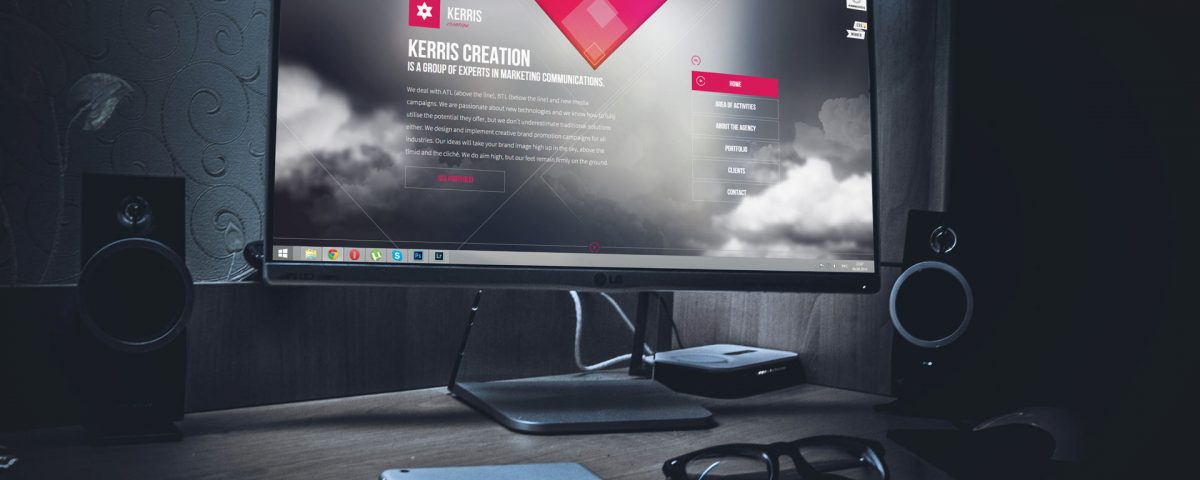 KERRIS
KERRIS CREATION
IS A GROUP OF EXPERTS IN MARKETING COMMUNICATIONS.
We deal with ATL (above the line), BTL (below the line) and new media
campaigns. We are passionate about new technologies and we know how to fully
utilise the potential they offer, but we don't underestimate traditional solutions
either. We design and implement creative brand promotion campaigns for all
industries. Our ideas will take your brand image high up in the sky, above the
timid and the cliché. We do aim high, but our feet remain firmly on the ground.
SEE PORTFOLIO
HOME
AREA OF ACTIVITIES
ABOUT THE AGENCY
PORTFOLIO
CLIENTS
CONTACT
S
Ps
Lr
LG